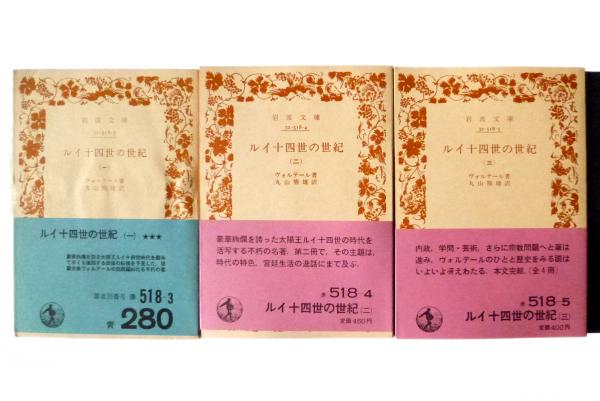 岩波文庫
32-518-3
ルイ十四世の世紀
(一)
ヴォルテール著
丸山熊雄訳
ルイ十四世の世紀 (一) ★★★
青 518-3
280
岩波文庫
32-518-4
ルイ十四世の世紀
(二)
ヴォルテール著
丸山熊雄訳
豪華絢爛を誇った太陽王ルイ十四世の時代を
活写する不朽の名著. 第二冊で, その主題は,
時代の特色, 宮廷生活の逸話にまで及ぶ.
赤 518-4
ルイ十四世の世紀 (二)
定価450円
岩波文庫
32-518-5
ルイ十四世の世紀
(三)
ヴォルテール著
丸山熊雄訳
内政, 学問・芸術, さらに宗教問題へと筆は
進み, ヴォルテールのひとと歴史をみる眼は
いよいよ冴えわたる. 本文完結. (全4冊)
赤 518-5
ルイ十四世の世紀 (三)
定価400円